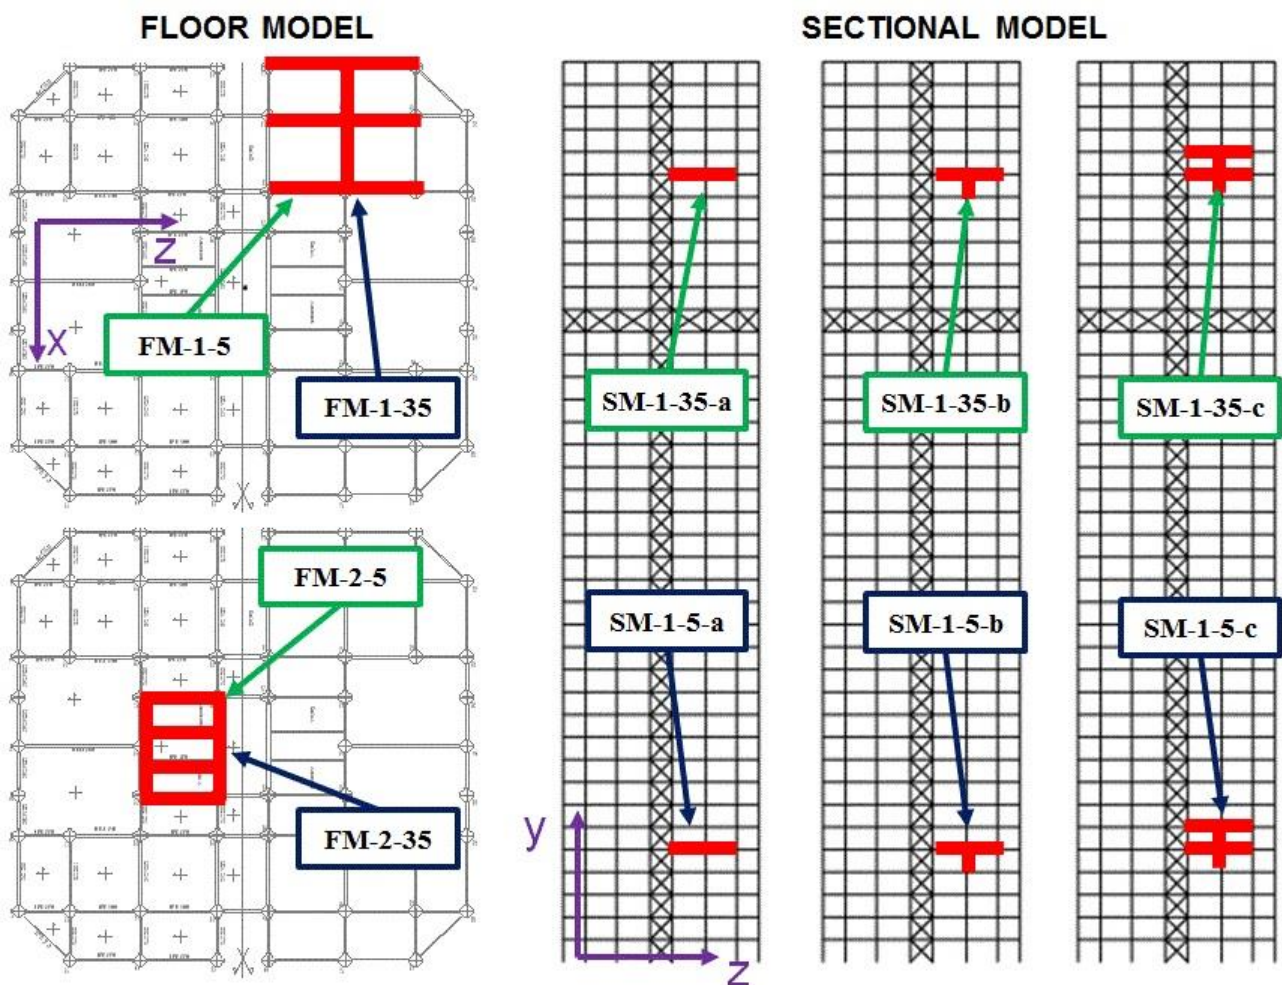 FLOOR MODEL
SECTIONAL MODEL
z
x
FM-1-5
FM-1-35
SM-1-35-a
SM-1-35-b
SM-1-35-c
FM-2-5
FM-2-35
SM-1-5-a
SM-1-5-b
SM-1-5-c
y
z